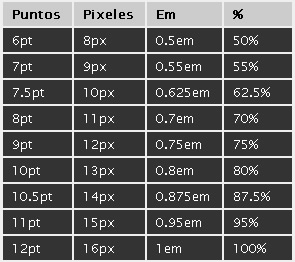 Puntos Pixeles Em %
6pt 8px 0.5em 50%
7pt 9px 0.55em 55%
7.5pt 10px 0.625em 62.5%
8pt 11px 0.7em 70%
9pt 12px 0.75em 75%
10pt 13px 0.8em 80%
10.5pt 14px 0.875em 87.5%
11pt 15px 0.95em 95%
12pt 16px 1em 100%